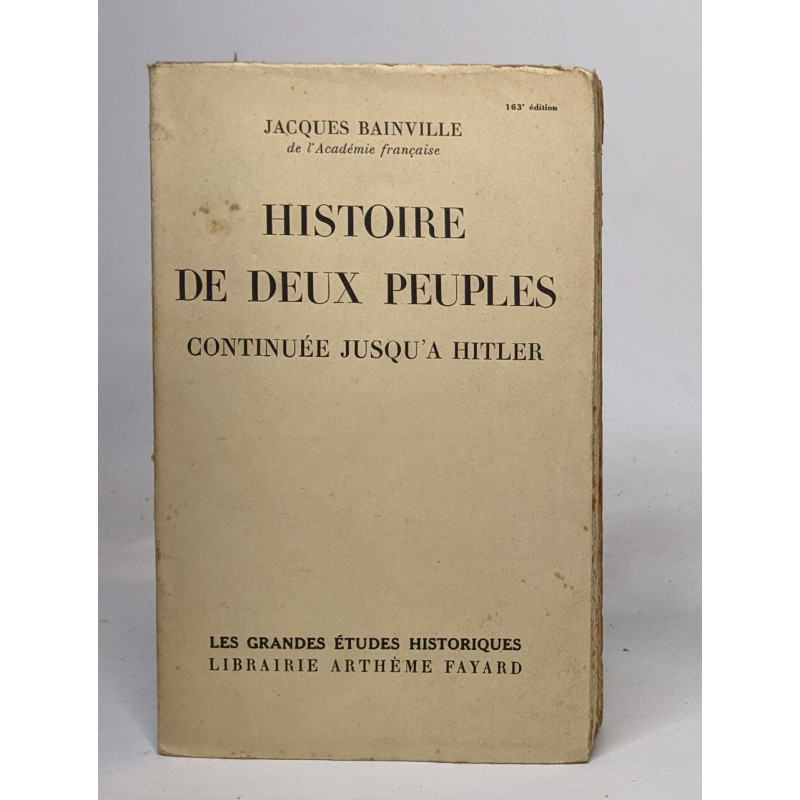 163e édition
JACQUES BAINVILLE
de l'Académie française
HISTOIRE
DE DEUX PEUPLES
CONTINUÉE JUSQU'A HITLER
LES GRANDES ÉTUDES HISTORIQUES
LIBRAIRIE ARTHÈME FAYARD